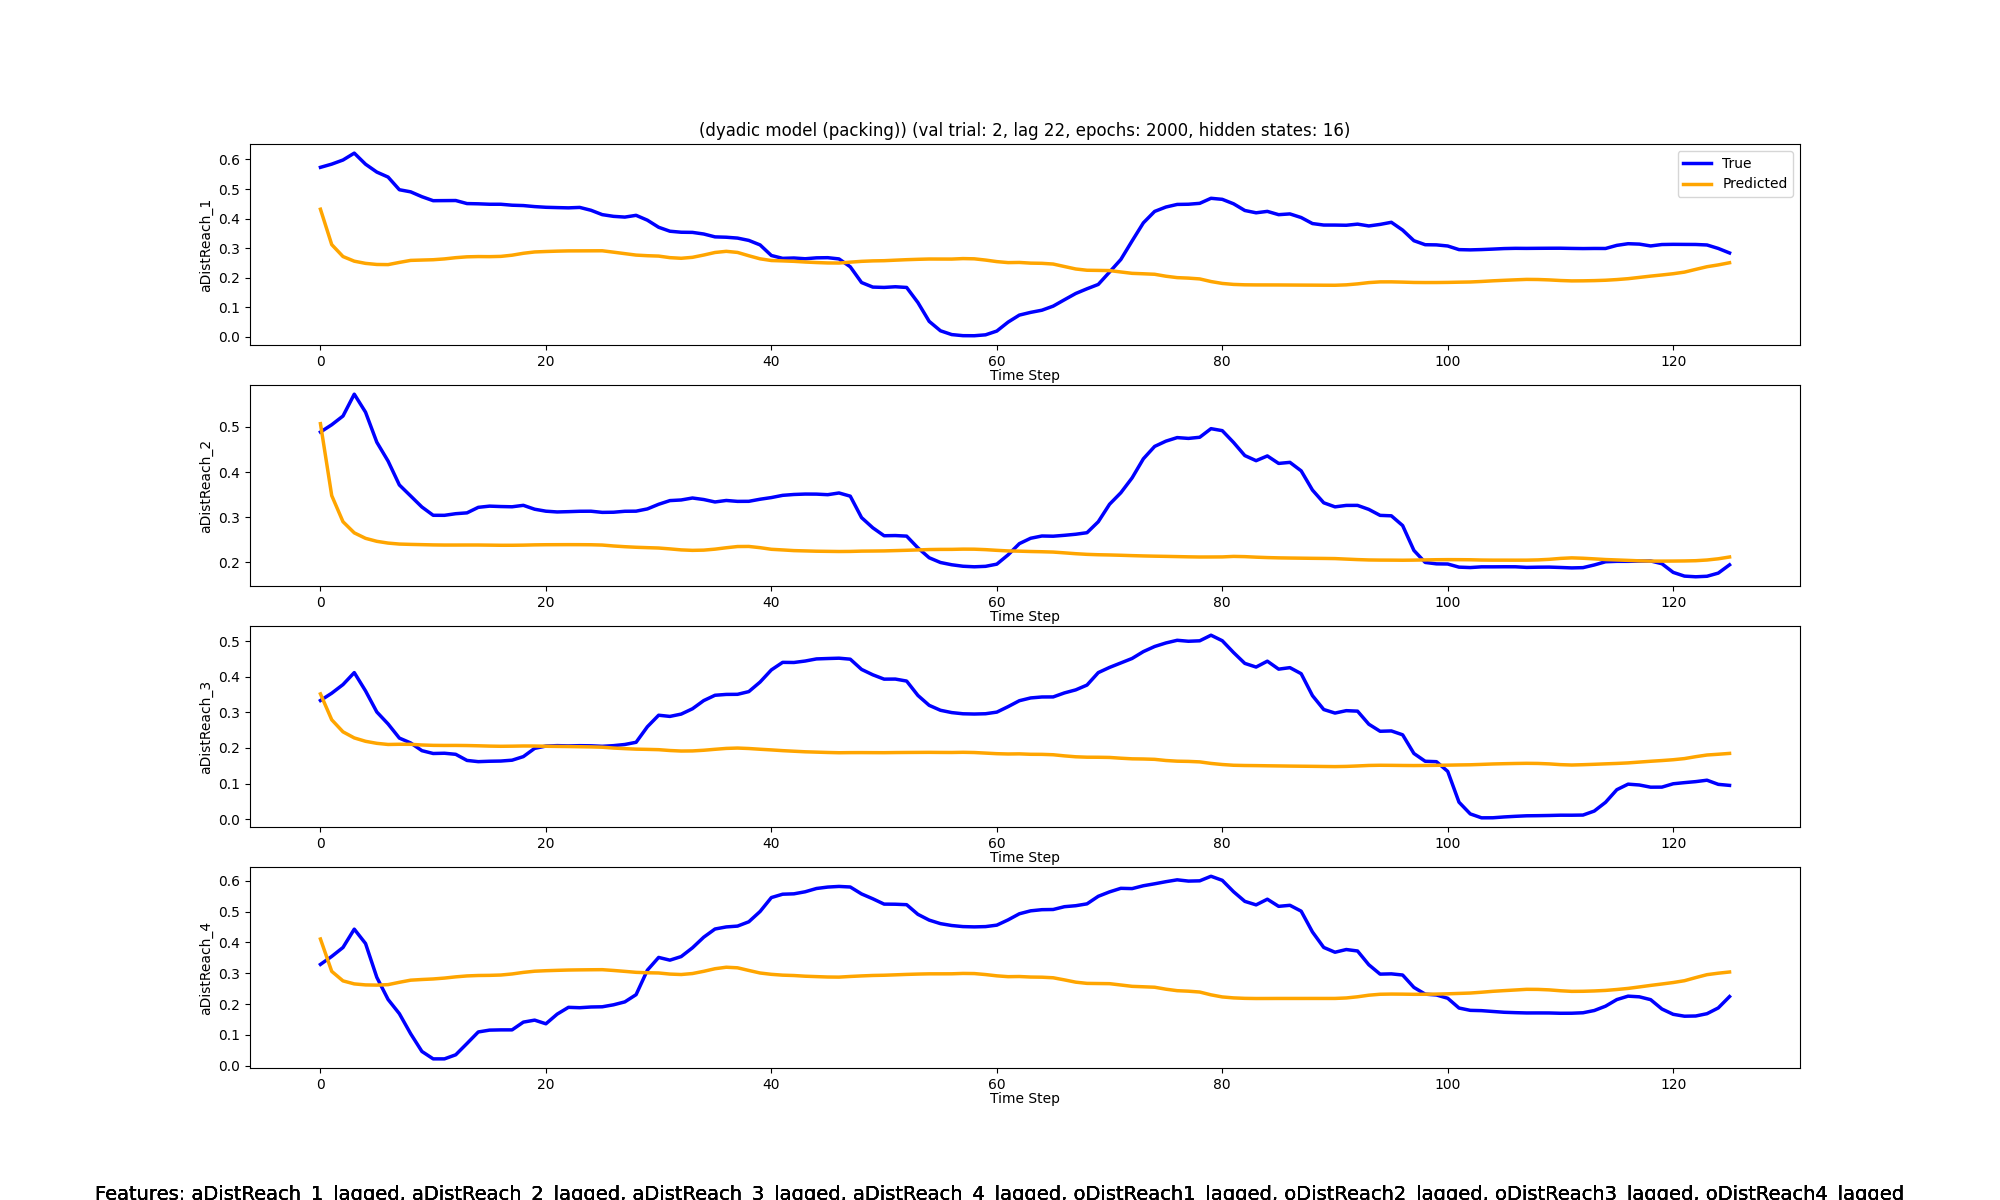 (dyadic model (packing)) (val trial: 2, lag 22, epochs: 2000, hidden states: 16)
True
Predicted
aDistReach_1
0.6
0.5
0.4
0.3
0.2
0.1
0.0
0 20 40 60 80 100 120
Time Step
aDistReach_2
0.5
0.4
0.3
0.2
0 20 40 60 80 100 120
Time Step
aDistReach_3
0.5
0.4
0.3
0.2
0.1
0.0
0 20 40 60 80 100 120
Time Step
aDistReach_4
0.6
0.5
0.4
0.3
0.2
0.1
0.0
0 20 40 60 80 100 120
Time Step
Features: aDistReach_1_lagged, aDistReach_2_lagged, aDistReach_3_lagged, aDistReach_4_lagged, oDistReach1_lagged, oDistReach2_lagged, oDistReach3_lagged, oDistReach4_lagged